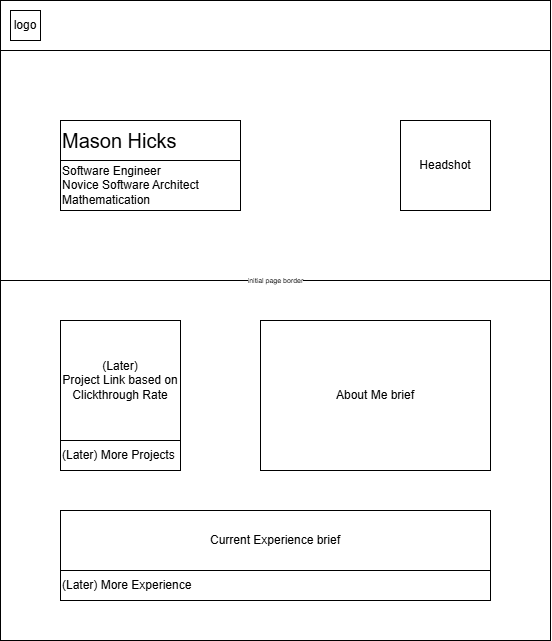 logo
Mason Hicks
Software Engineer
Novice Software Architect
Mathematication
Headshot
initial page border
(Later)
Project Link based on
Clickthrough Rate
(Later) More Projects
About Me brief
Current Experience brief
(Later) More Experience